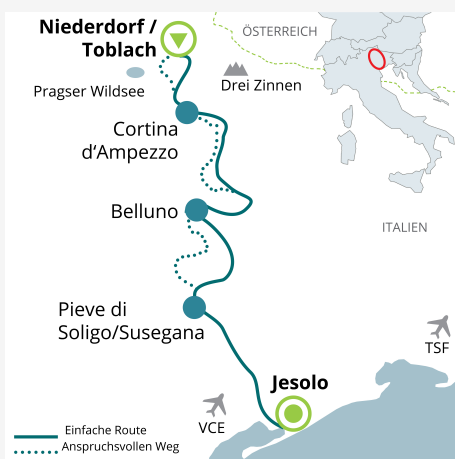 Niederdorf /
Toblach
ÖSTERREICH
Pragser Wildsee
Drei Zinnen
Cortina
d‘Ampezzo
Belluno
ITALIEN
Pieve di
Soligo/Susegana
TSF
Jesolo
VCE
Einfache Route
Anspruchsvollen Weg